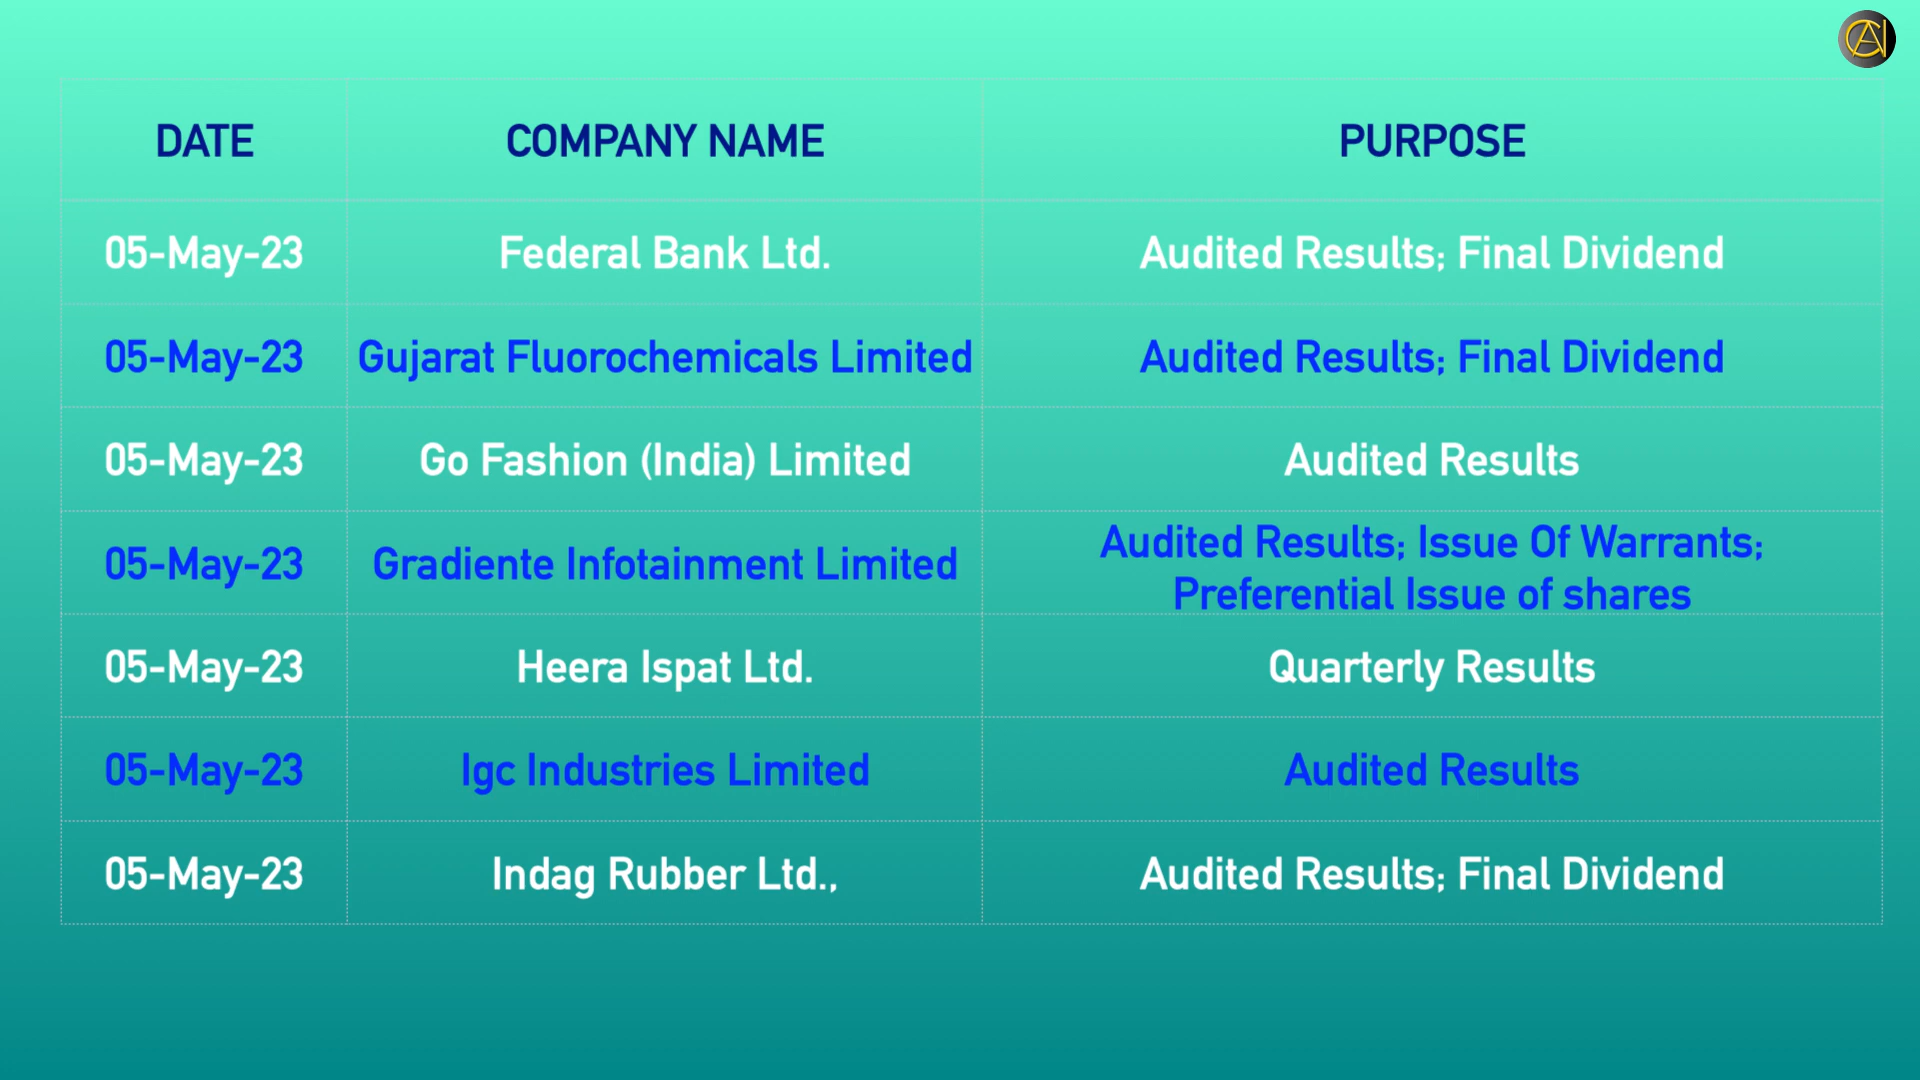 DATE COMPANY NAME PURPOSE
05-May-23 Federal Bank Ltd. Audited Results; Final Dividend
05-May-23 Gujarat Fluorochemicals Limited Audited Results; Final Dividend
05-May-23 Go Fashion (India) Limited Audited Results
05-May-23 Gradiente Infotainment Limited Audited Results; Issue Of Warrants;
Preferential Issue of shares
05-May-23 Heera Ispat Ltd. Quarterly Results
05-May-23 Igc Industries Limited Audited Results
05-May-23 Indag Rubber Ltd., Audited Results; Final Dividend